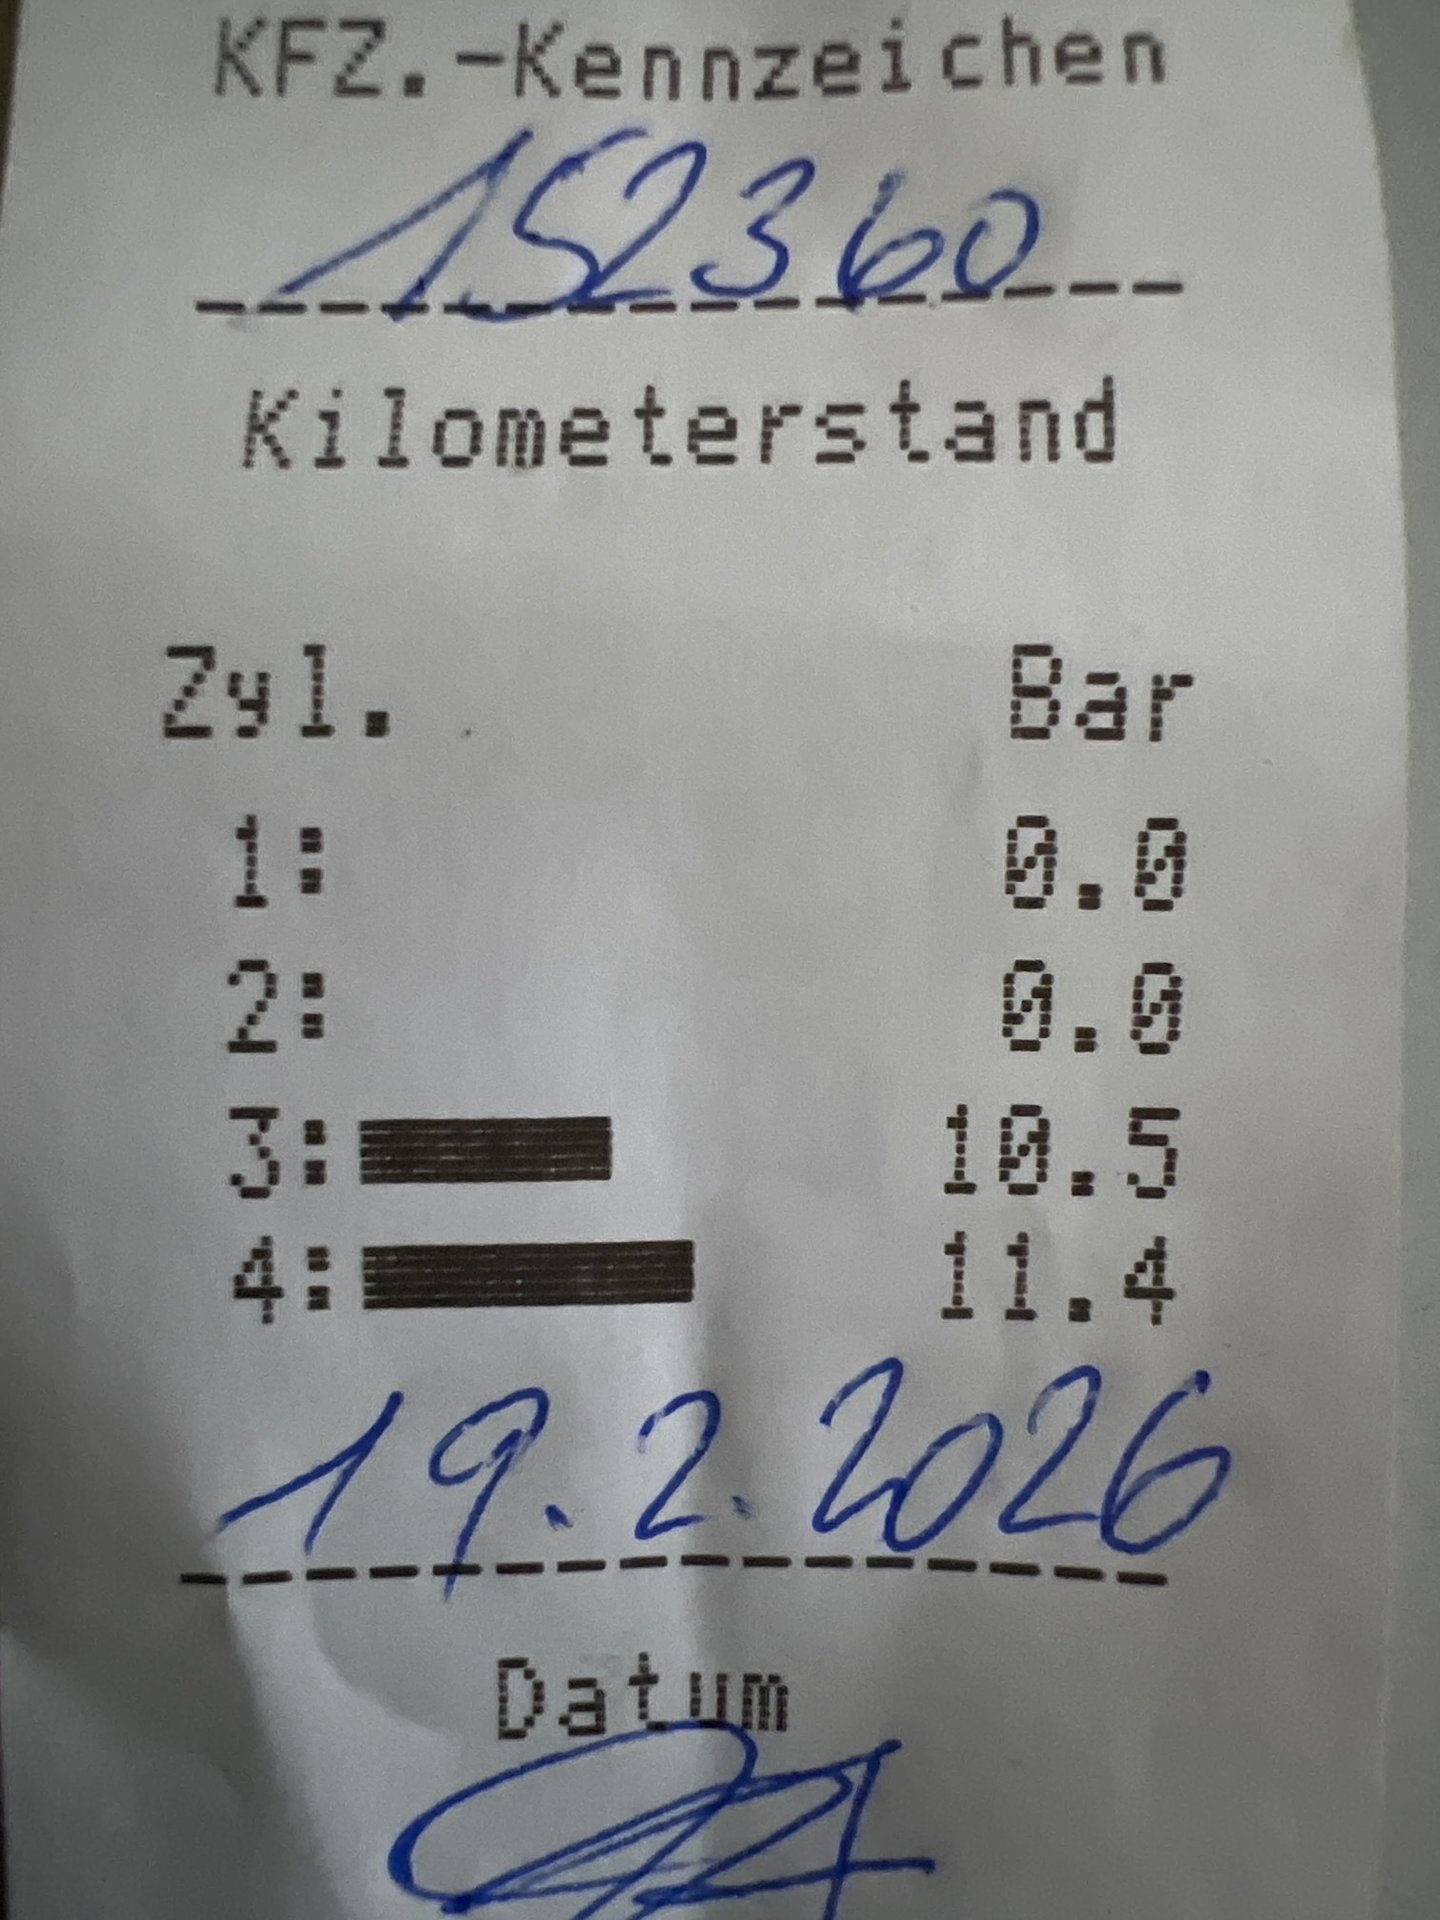 KFZ.-Kennzeichen
152360
Kilometerstand
Zyl. Bar
1: 0.0
2: 0.0
3: 10.5
4: 11.4
19.2.2026
Datum